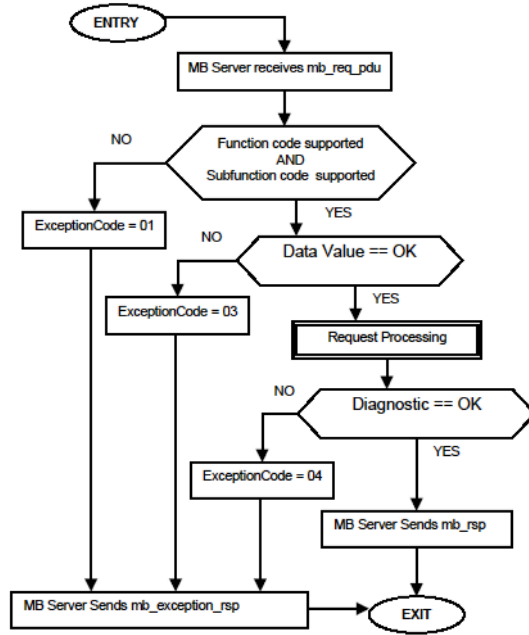 ENTRY
MB Server receives mb_req_pdu
NO
Function code supported
AND
Subfunction code supported
YES
ExceptionCode = 01
NO
Data Value == OK
YES
ExceptionCode = 03
Request Processing
NO
Diagnostic == OK
YES
ExceptionCode = 04
MB Server Sends mb_rsp
MB Server Sends mb_exception_rsp
EXIT